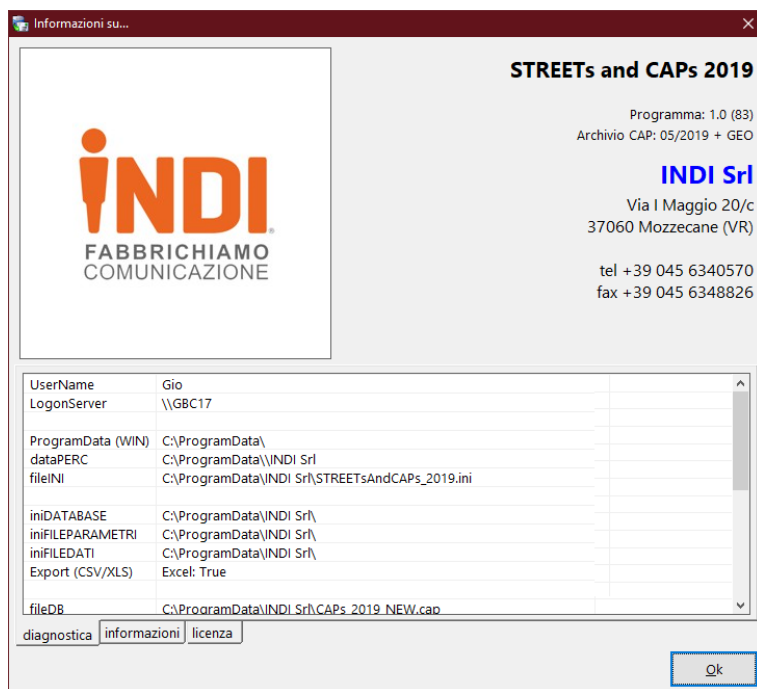 Informazioni su...
STREETs and CAPs 2019
Programma: 1.0 (83)
Archivio CAP: 05/2019 + GEO
INDI Srl
Via I Maggio 20/c
37060 Mozzecane (VR)
tel +39 045 6340570
fax +39 045 6348826
iNDI.
FABBRICHIAMO
COMUNICAZIONE
UserName Gio
LogonServer \\GBC17
ProgramData (WIN) C:\ProgramData\
dataPERC C:\ProgramData\\INDI Srl
fileINI C:\ProgramData\INDI Srl\STREETsAndCAPs_2019.ini
iniDATABASE C:\ProgramData\INDI Srl\
iniFILEPARAMETRI C:\ProgramData\INDI Srl\
iniFILEDATI C:\ProgramData\INDI Srl\
Export (CSV/XLS) Excel: True
fileDB C:\ProgramData\INDI Srl\CAPs_2019_NEW.cap
diagnostica informazioni licenza
Ok